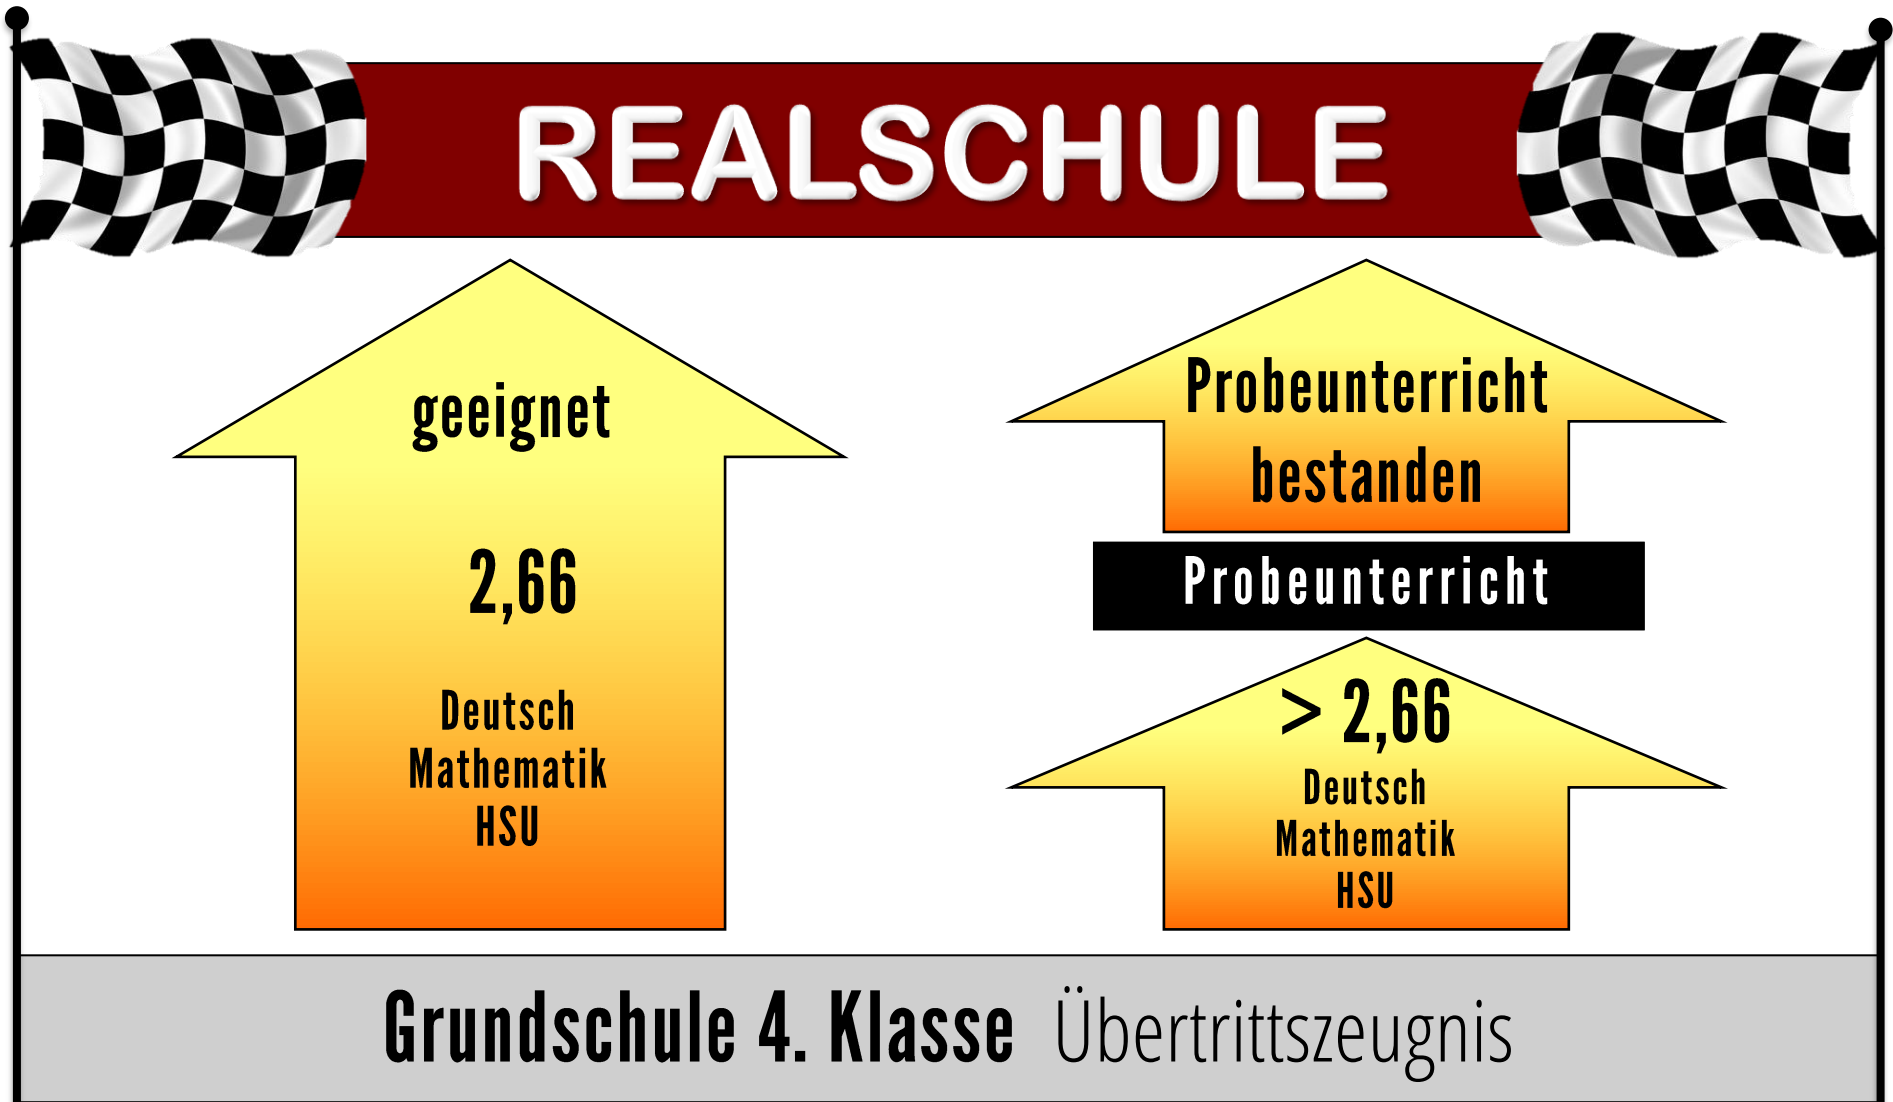 REALSCHULE
geeignet
2,66
Deutsch
Mathematik
HSU
Probeunterricht
bestanden
Probeunterricht
> 2,66
Deutsch
Mathematik
HSU
Grundschule 4. Klasse Übertrittszeugnis